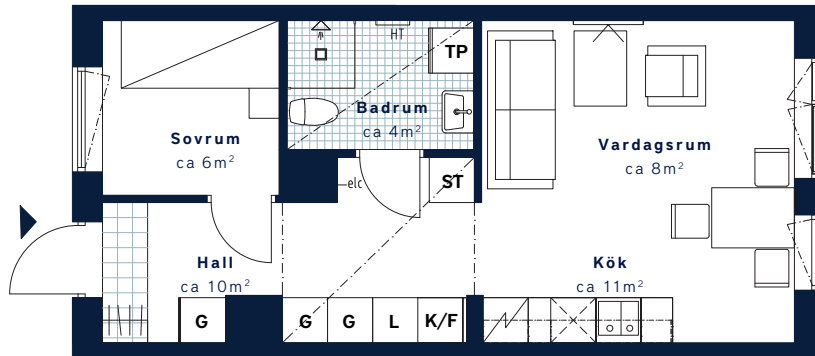 HT
TP
Badrum
ca 4m²
Sovrum
ca 6m²
Vardagsrum
ca 8m²
elc
ST
Hall
ca 10m²
Kök
ca 11m²
G
G
G
L
K/F